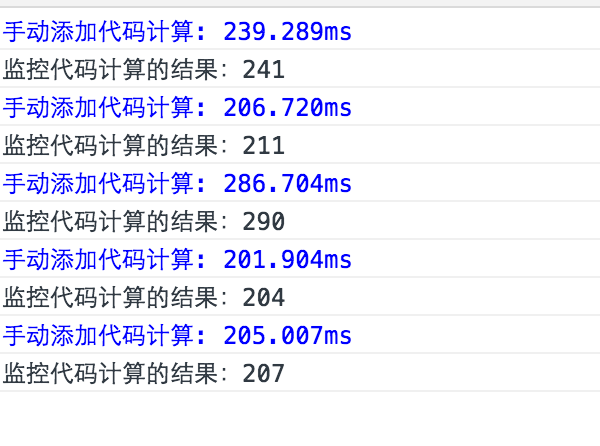 手动添加代码计算: 239.289ms
监控代码计算的结果：241
手动添加代码计算: 206.720ms
监控代码计算的结果：211
手动添加代码计算: 286.704ms
监控代码计算的结果：290
手动添加代码计算: 201.904ms
监控代码计算的结果：204
手动添加代码计算: 205.007ms
监控代码计算的结果：207